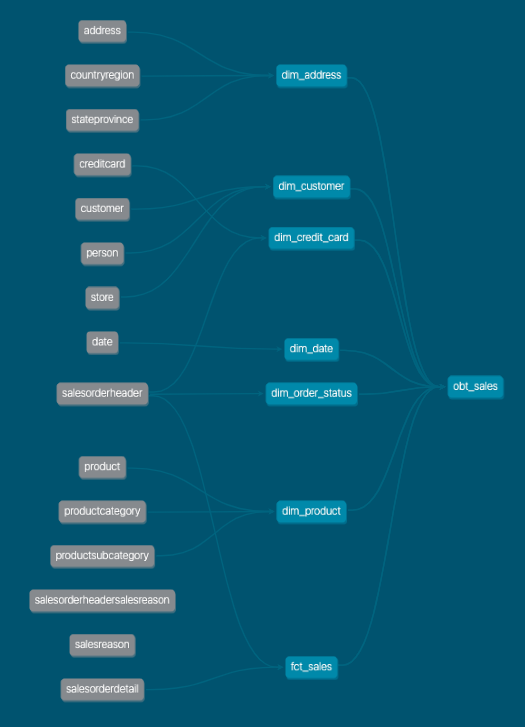 address
countryregion
stateprovince
creditcard
customer
person
store
date
salesorderheader
product
productcategory
productsubcategory
salesorderheadersalesreason
salesreason
salesorderdetail
dim_address
dim_customer
dim_credit_card
dim_date
dim_order_status
dim_product
fct_sales
obt_sales